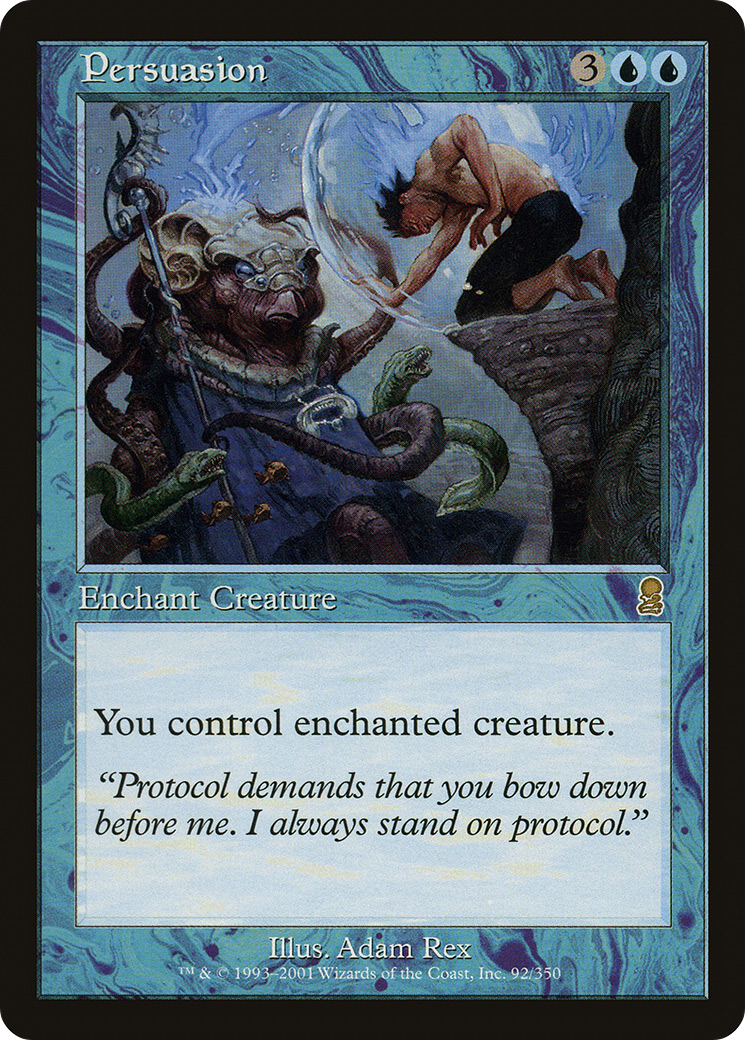 Persuasion 3
Enchant Creature
You control enchanted creature.
“Protocol demands that you bow down
before me. I always stand on protocol.”
Illus. Adam Rex
™ & © 1993–2001 Wizards of the Coast, Inc. 92/350